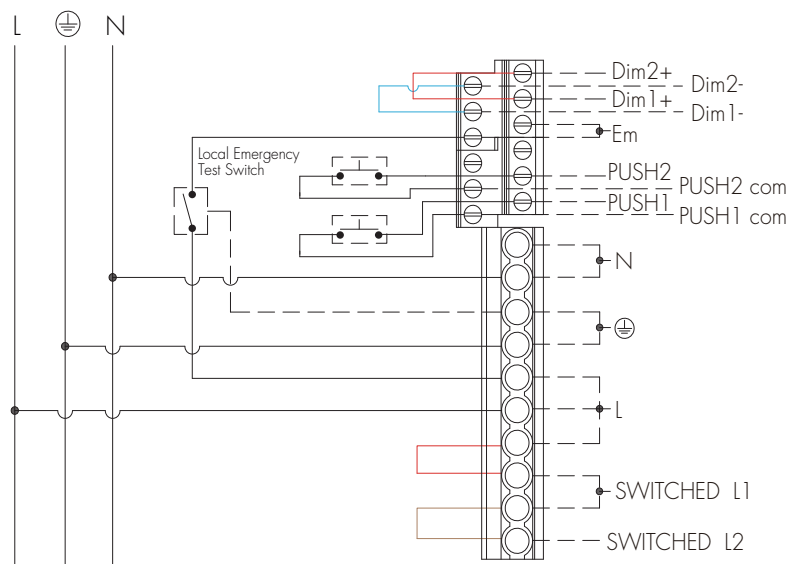 L N
Dim2+
Dim2-
Dim1+
Dim1-
Em
Local Emergency
Test Switch
PUSH2
PUSH2 com
PUSH1
PUSH1 com
N
L
SWITCHED L1
SWITCHED L2